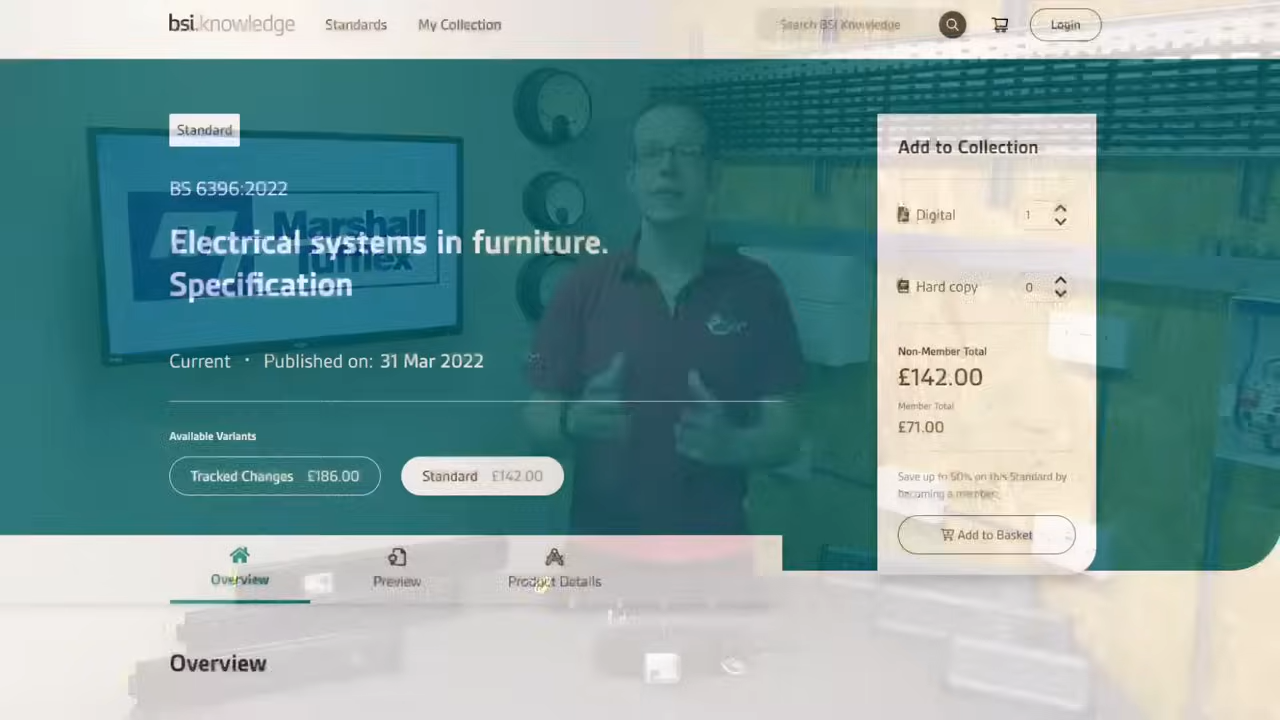 bsi.knowledge
Standards
My Collection
Search BSI Knowledge
Login
Standard
BS 6396:2022
Electrical systems in furniture.
Specification
Marshall
Tufflex
Current · Published on: 31 Mar 2022
Available Variants
Tracked Changes £186.00
Standard £142.00
Add to Collection
Digital 1
Hard copy 0
Non-Member Total
£142.00
Member Total
£71.00
Save up to 50% on this Standard by
becoming a member.
Add to Basket
Overview
Preview
Product Details
Overview